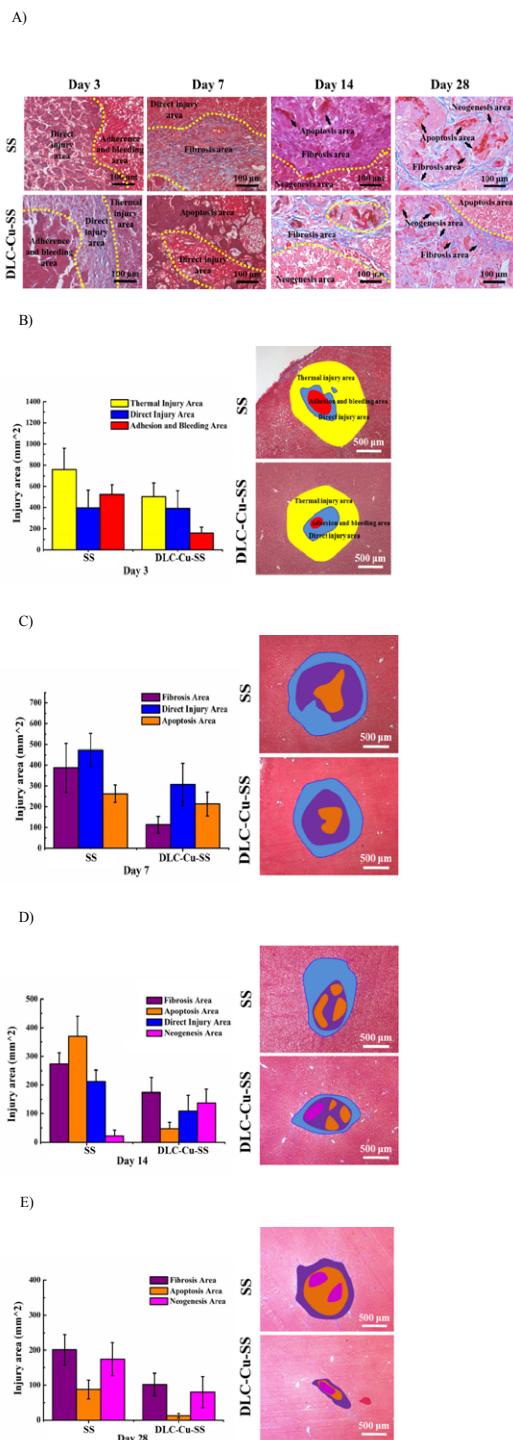 A)
Day 3
Day 7
Day 14
Day 28
SS
Direct injury area
Adherence and bleeding area
100 μm
Direct injury area
Fibrosis area
100 μm
Apoptosis area
Fibrosis area
Neogenesis area
100 μm
Neogenesis area
Apoptosis area
Fibrosis area
100 μm
DLC-Cu-SS
Adherence and bleeding area
Direct injury area
Thermal injury area
100 μm
Apoptosis area
Direct injury area
100 μm
Fibrosis area
Neogenesis area
100 μm
Apoptosis area
Neogenesis area
Fibrosis area
100 μm
B)
Injury area (mm^2)
1400
1200
1000
800
600
400
200
0
Thermal Injury Area
Direct Injury Area
Adhesion and Bleeding Area
SS
DLC-Cu-SS
Day 3
SS
Thermal injury area
Adhesion and bleeding area
Direct injury area
500 μm
DLC-Cu-SS
Thermal injury area
Adhesion and bleeding area
Direct injury area
500 μm
C)
Injury area (mm^2)
700
600
500
400
300
200
100
0
Fibrosis Area
Direct Injury Area
Apoptosis Area
SS
DLC-Cu-SS
Day 7
SS
500 μm
DLC-Cu-SS
500 μm
D)
Injury area (mm^2)
500
400
300
200
100
0
Fibrosis Area
Apoptosis Area
Direct Injury Area
Neogenesis Area
SS
DLC-Cu-SS
Day 14
SS
500 μm
DLC-Cu-SS
500 μm
E)
Injury area (mm^2)
400
300
200
100
0
Fibrosis Area
Apoptosis Area
Neogenesis Area
SS
DLC-Cu-SS
Day 28
SS
500 μm
DLC-Cu-SS
500 μm